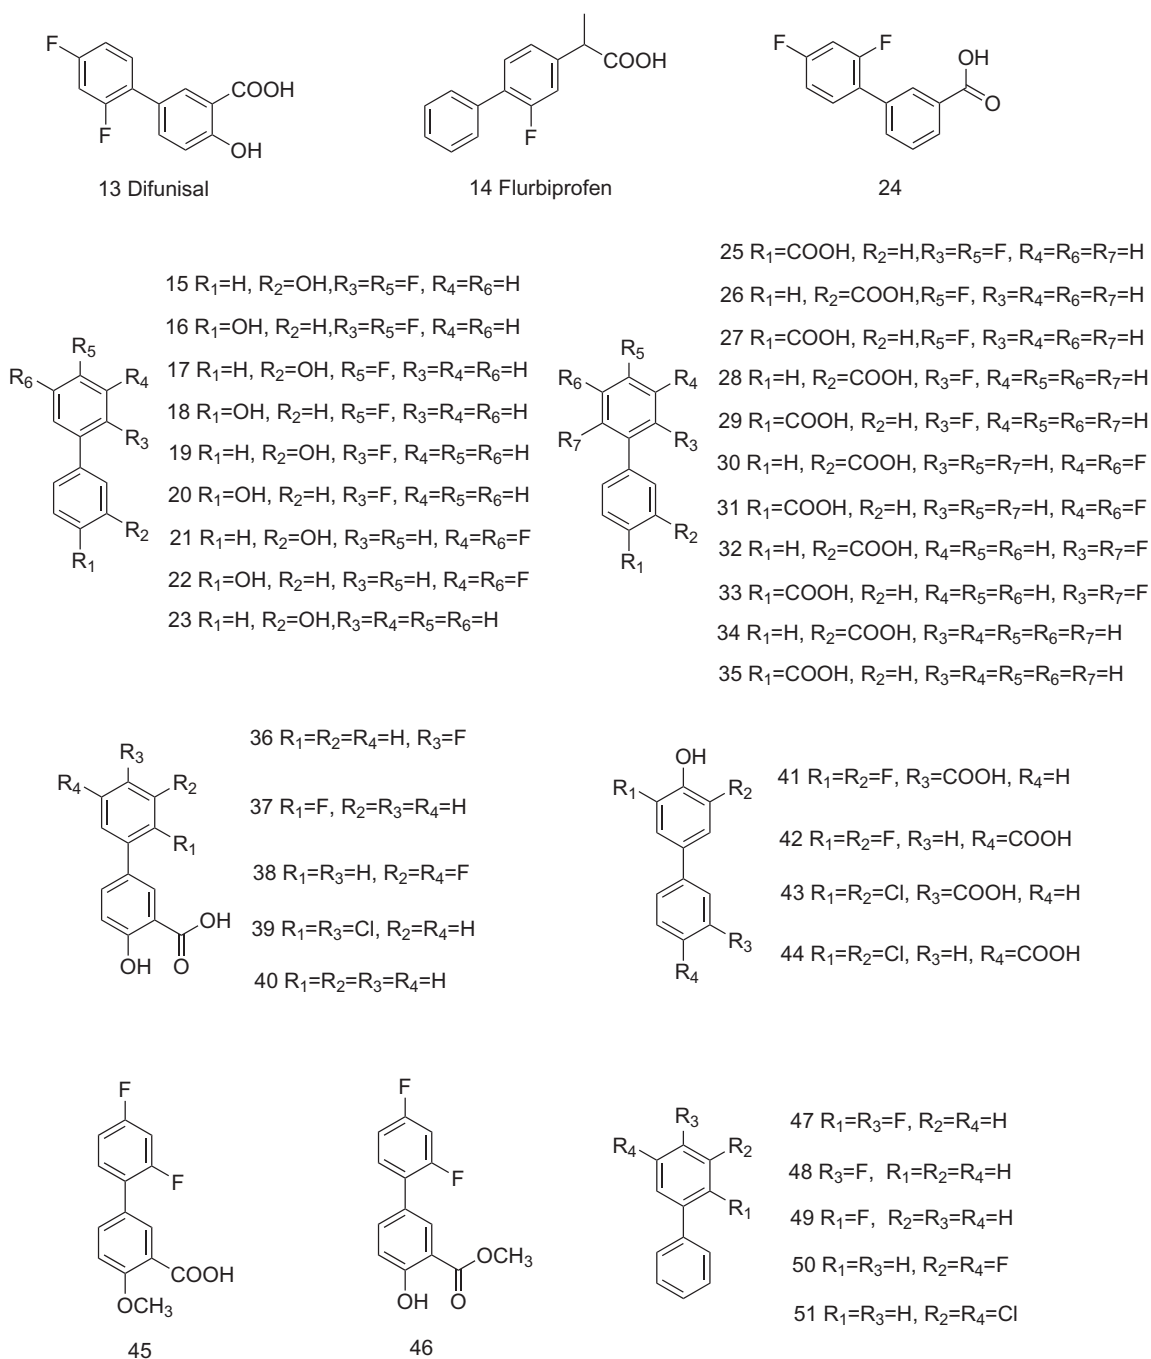 F
F
COOH
OH
13 Difunisal
COOH
F
14 Flurbiprofen
F
F
OH
O
24
R5
R6
R4
R3
R2
R1
15 R1=H, R2=OH,R3=R5=F, R4=R6=H
16 R1=OH, R2=H,R3=R5=F, R4=R6=H
17 R1=H, R2=OH, R5=F, R3=R4=R6=H
18 R1=OH, R2=H, R5=F, R3=R4=R6=H
19 R1=H, R2=OH, R3=F, R4=R5=R6=H
20 R1=OH, R2=H, R3=F, R4=R5=R6=H
21 R1=H, R2=OH, R3=R5=H, R4=R6=F
22 R1=OH, R2=H, R3=R5=H, R4=R6=F
23 R1=H, R2=OH,R3=R4=R5=R6=H
R5
R6
R4
R7
R3
R2
R1
25 R1=COOH, R2=H,R3=R5=F, R4=R6=R7=H
26 R1=H, R2=COOH,R5=F, R3=R4=R6=R7=H
27 R1=COOH, R2=H,R5=F, R3=R4=R6=R7=H
28 R1=H, R2=COOH, R3=F, R4=R5=R6=R7=H
29 R1=COOH, R2=H, R3=F, R4=R5=R6=R7=H
30 R1=H, R2=COOH, R3=R5=R7=H, R4=R6=F
31 R1=COOH, R2=H, R3=R5=R7=H, R4=R6=F
32 R1=H, R2=COOH, R4=R5=R6=H, R3=R7=F
33 R1=COOH, R2=H, R4=R5=R6=H, R3=R7=F
34 R1=H, R2=COOH, R3=R4=R5=R6=R7=H
35 R1=COOH, R2=H, R3=R4=R5=R6=R7=H
R3
R4
R2
R1
OH
OH
O
36 R1=R2=R4=H, R3=F
37 R1=F, R2=R3=R4=H
38 R1=R3=H, R2=R4=F
39 R1=R3=Cl, R2=R4=H
40 R1=R2=R3=R4=H
OH
R1
R2
R3
R4
41 R1=R2=F, R3=COOH, R4=H
42 R1=R2=F, R3=H, R4=COOH
43 R1=R2=Cl, R3=COOH, R4=H
44 R1=R2=Cl, R3=H, R4=COOH
F
F
COOH
OCH3
45
F
F
OCH3
OH
O
46
R3
R4
R2
R1
47 R1=R3=F, R2=R4=H
48 R3=F, R1=R2=R4=H
49 R1=F, R2=R3=R4=H
50 R1=R3=H, R2=R4=F
51 R1=R3=H, R2=R4=Cl